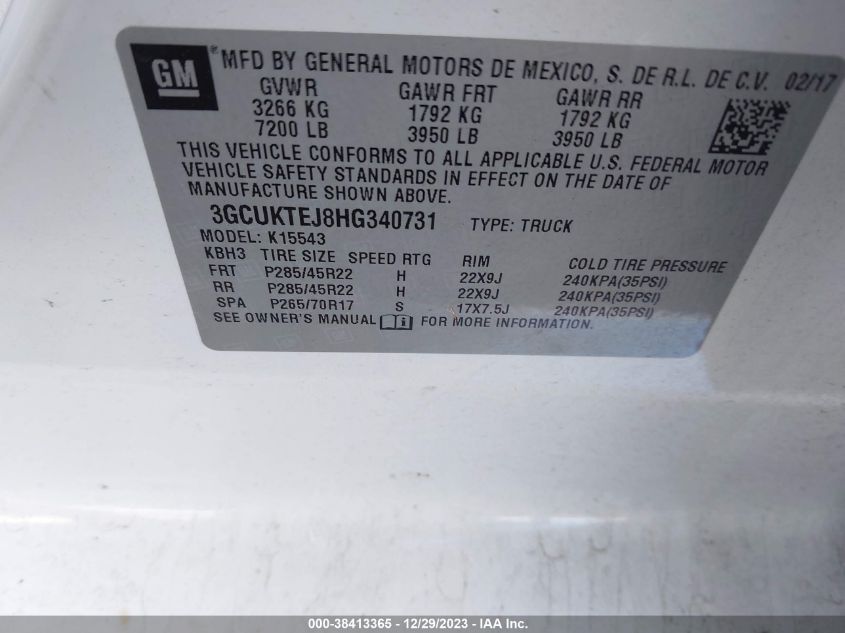 GM ® MFD BY GENERAL MOTORS DE MEXICO, S. DE R.L. DE C.V. 02/17
GVWR GAWR FRT GAWR RR
3266 KG 1792 KG 1792 KG
7200 LB 3950 LB 3950 LB
THIS VEHICLE CONFORMS TO ALL APPLICABLE U.S. FEDERAL MOTOR
VEHICLE SAFETY STANDARDS IN EFFECT ON THE DATE OF
MANUFACTURE SHOWN ABOVE.
3GCUKTEJ8HG340731 TYPE: TRUCK
MODEL: K15543
KBH3 TIRE SIZE SPEED RTG RIM COLD TIRE PRESSURE
FRT P285/45R22 H 22X9J 240KPA(35PSI)
RR P285/45R22 H 22X9J 240KPA(35PSI)
SPA P265/70R17 S 17X7.5J 240KPA(35PSI)
SEE OWNER'S MANUAL FOR MORE INFORMATION.
000-38413365 - 12/29/2023 - IAA Inc.